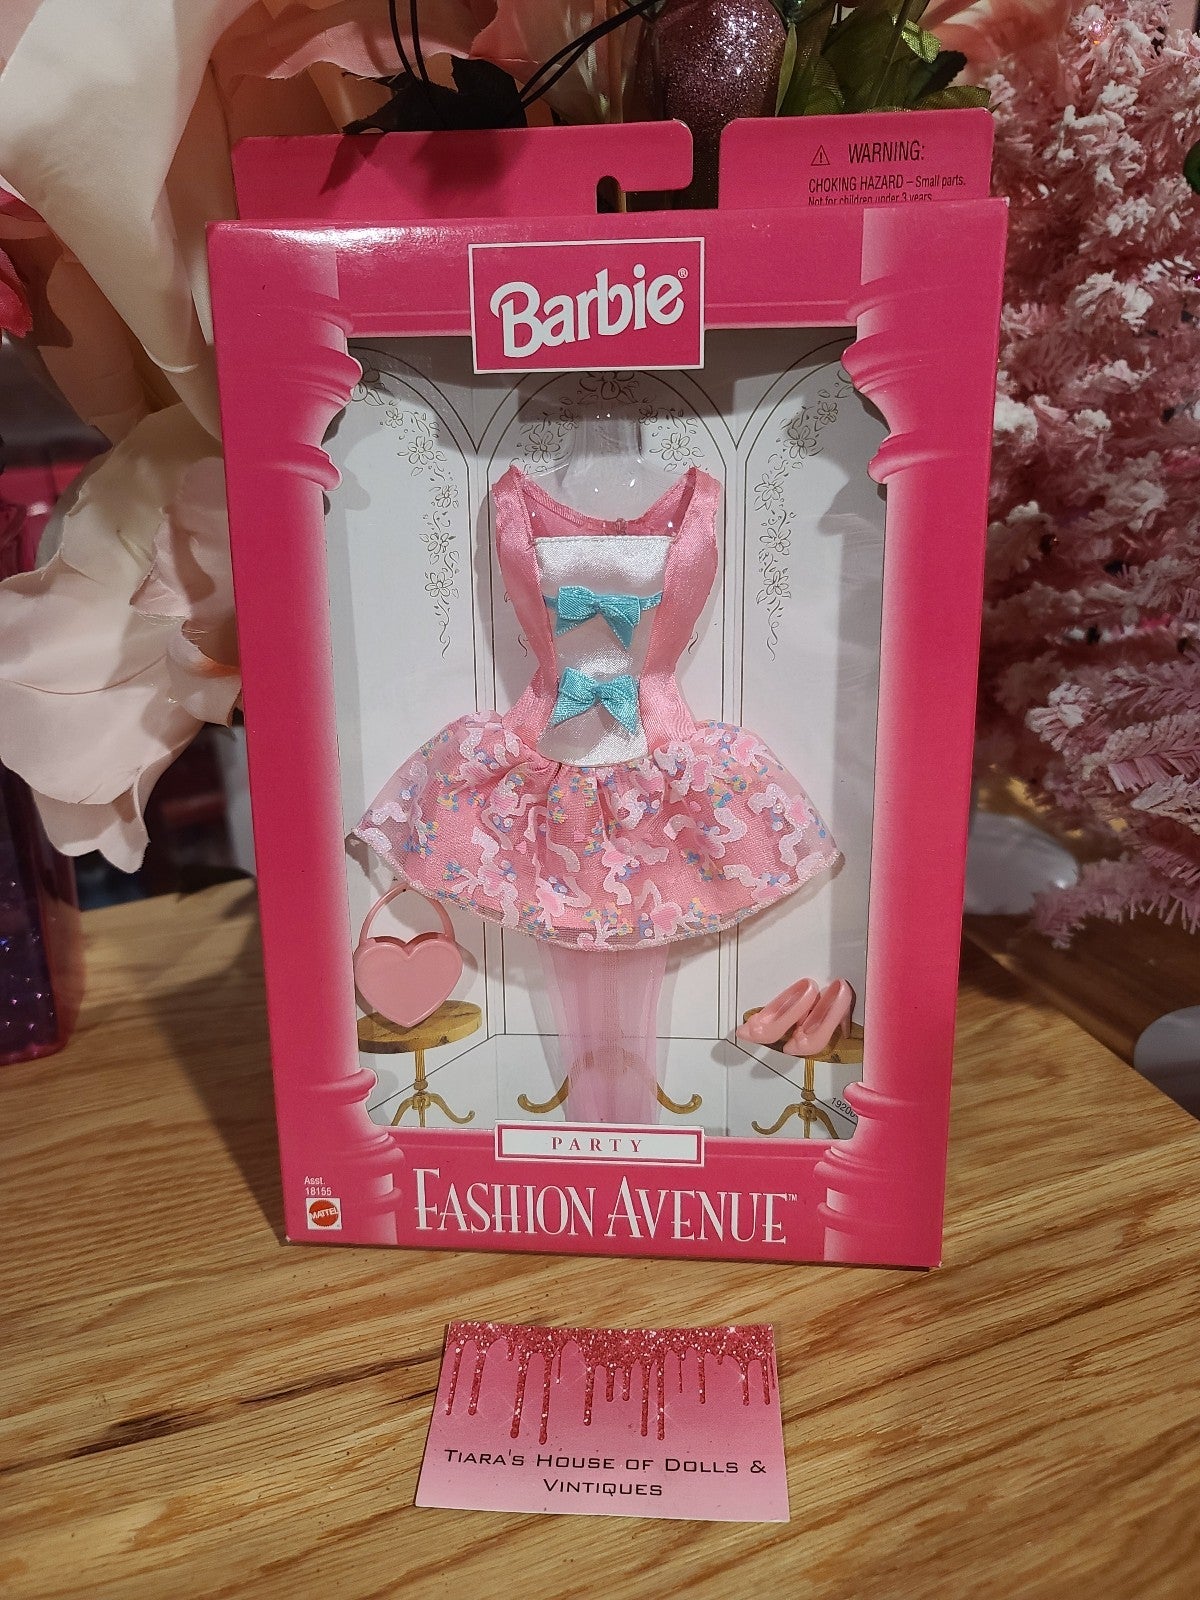 ⚠ WARNING:
CHOKING HAZARD – Small parts.
Not for children under 3 years.
Barbie®
PARTY
FASHION AVENUE™
Asst.
18155
MATTEL
TIARA'S HOUSE OF DOLLS &
VINTIQUES